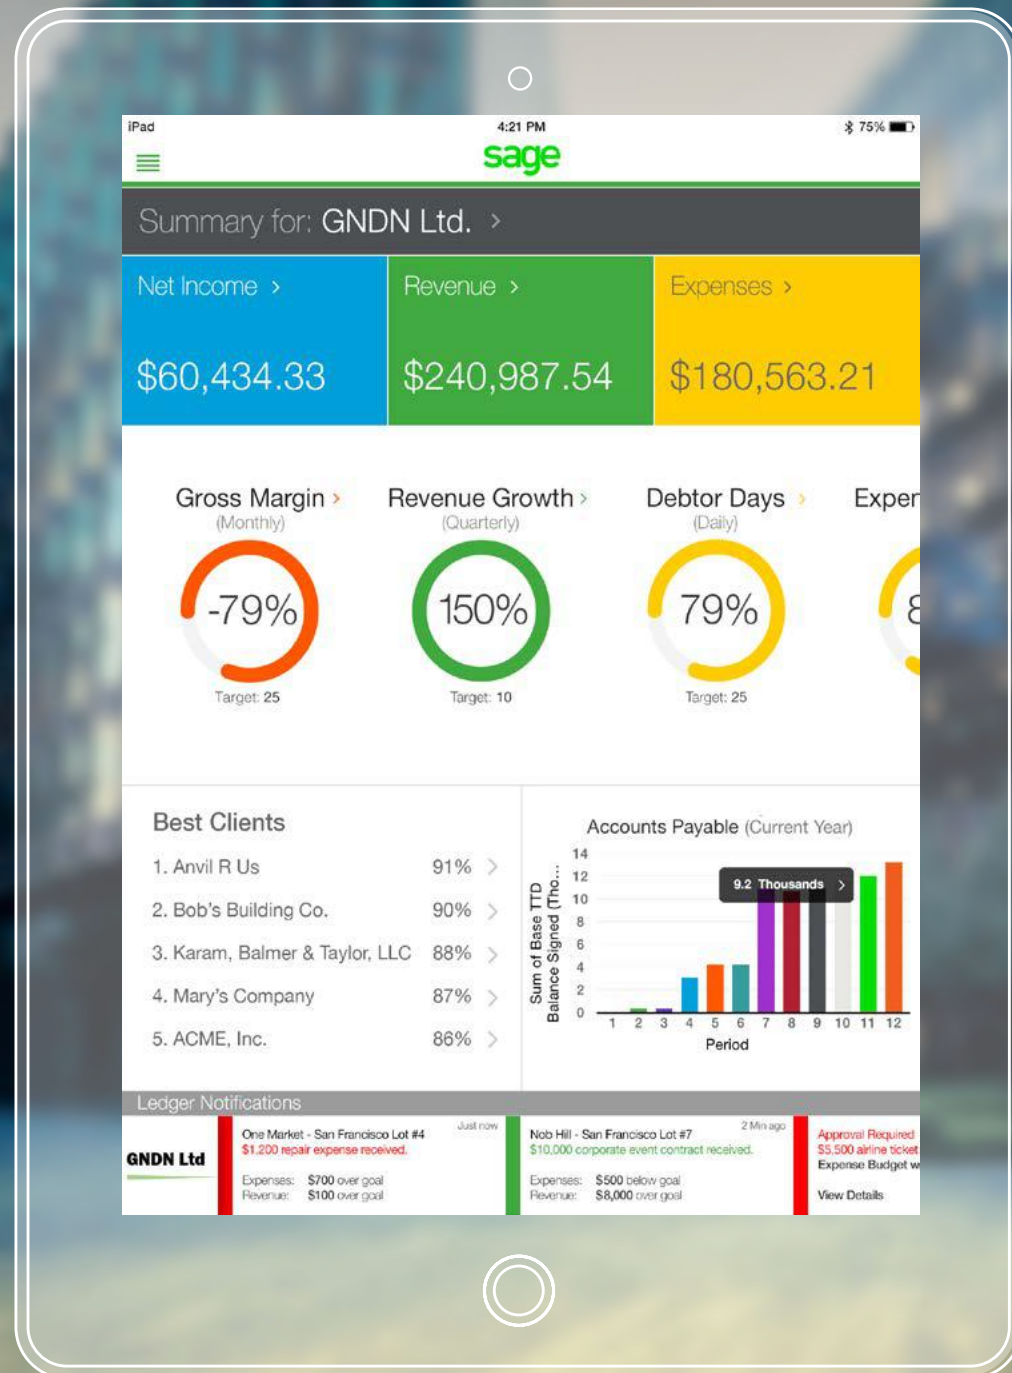 iPad
4:21 PM
75%
sage
Summary for: GNDN Ltd. >
Net Income >
Revenue >
Expenses >
$60,434.33
$240,987.54
$180,563.21
Gross Margin >
(Monthly)
-79%
Target: 25
Revenue Growth >
(Quarterly)
150%
Target: 10
Debtor Days >
(Daily)
79%
Target: 25
Exper
8
Best Clients
1. Anvil R Us 91% >
2. Bob's Building Co. 90% >
3. Karam, Balmer & Taylor, LLC 88% >
4. Mary's Company 87% >
5. ACME, Inc. 86% >
Accounts Payable (Current Year)
Sum of Base TTD
Balance Signed (Tho...
14
12
10
8
6
4
2
0
9.2 Thousands >
1 2 3 4 5 6 7 8 9 10 11 12
Period
Ledger Notifications
GNDN Ltd
One Market - San Francisco Lot #4
Just now
$1,200 repair expense received.
Expenses: $700 over goal
Revenue: $100 over goal
Nob Hill - San Francisco Lot #7
2 Min ago
$10,000 corporate event contract received.
Expenses: $500 below goal
Revenue: $8,000 over goal
Approval Required
$5,500 airline ticket
Expense Budget w
View Details